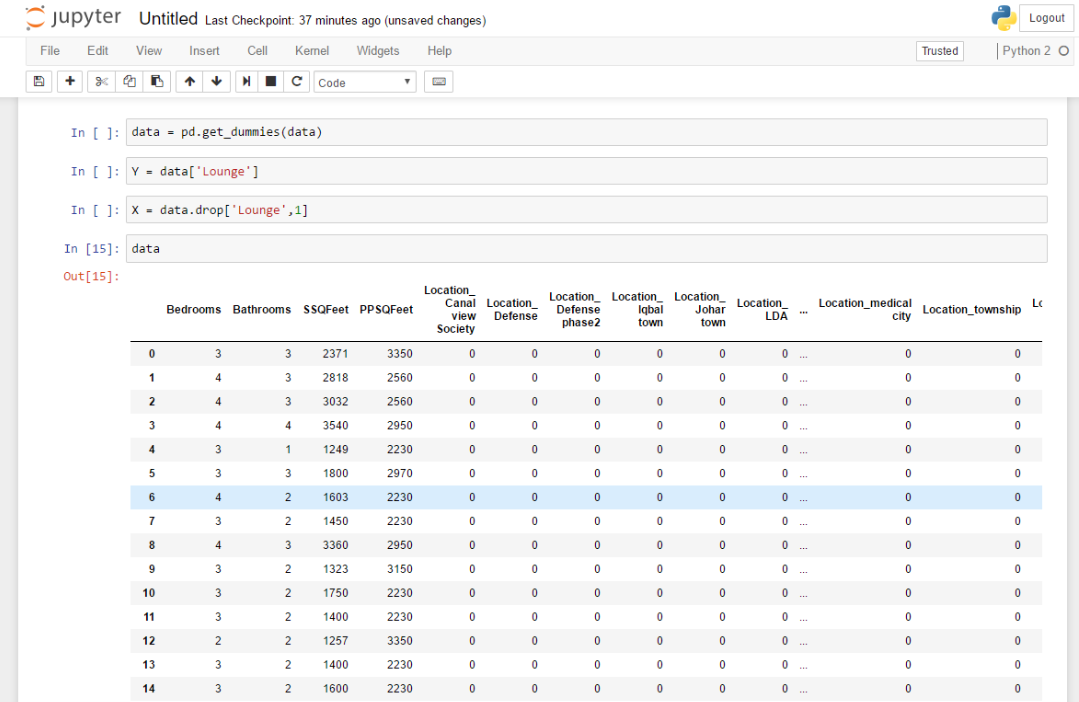 jupyter Untitled Last Checkpoint: 37 minutes ago (unsaved changes) Logout
File Edit View Insert Cell Kernel Widgets Help Trusted Python 2
Code
In [ ]: data = pd.get_dummies(data)
In [ ]: Y = data['Lounge']
In [ ]: X = data.drop['Lounge',1]
In [15]: data
Out[15]:
Bedrooms Bathrooms SSQFeet PPSQFeet Location_ Canal view Society Location_ Defense Location_ Defense phase2 Location_ Iqbal town Location_ Johar town Location_ LDA ... Location_medical city Location_township Lc
0 3 3 2371 3350 0 0 0 0 0 0 ... 0 0
1 4 3 2818 2560 0 0 0 0 0 0 ... 0 0
2 4 3 3032 2560 0 0 0 0 0 0 ... 0 0
3 4 4 3540 2950 0 0 0 0 0 0 ... 0 0
4 3 1 1249 2230 0 0 0 0 0 0 ... 0 0
5 3 3 1800 2970 0 0 0 0 0 0 ... 0 0
6 4 2 1603 2230 0 0 0 0 0 0 ... 0 0
7 3 2 1450 2230 0 0 0 0 0 0 ... 0 0
8 4 3 3360 2950 0 0 0 0 0 0 ... 0 0
9 3 2 1323 3150 0 0 0 0 0 0 ... 0 0
10 3 2 1750 2230 0 0 0 0 0 0 ... 0 0
11 3 2 1400 2230 0 0 0 0 0 0 ... 0 0
12 2 2 1257 3350 0 0 0 0 0 0 ... 0 0
13 3 2 1400 2230 0 0 0 0 0 0 ... 0 0
14 3 2 1600 2230 0 0 0 0 0 0 ... 0 0